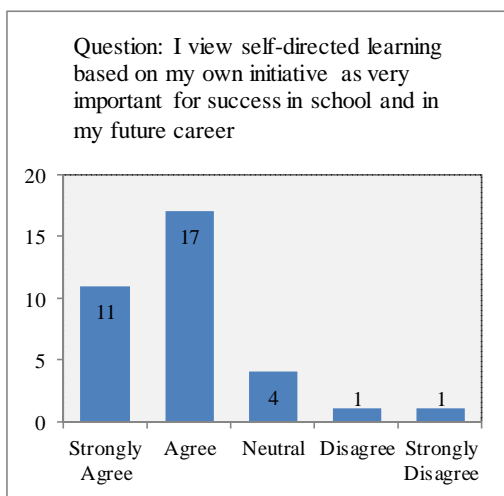 Question: I view self-directed learning
based on my own initiative as very
important for success in school and in
my future career
20
15
10
5
0
11
17
4
1
1
Strongly Agree
Agree
Neutral
Disagree
Strongly Disagree